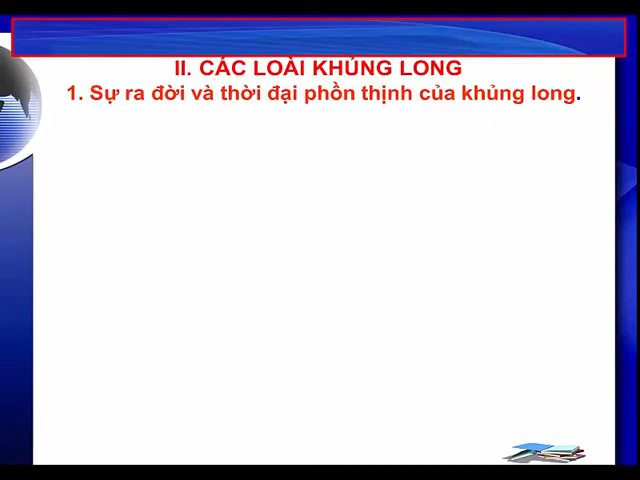 II. CÁC LOÀI KHỦNG LONG
1. Sự ra đời và thời đại phồn thịnh của khủng long.